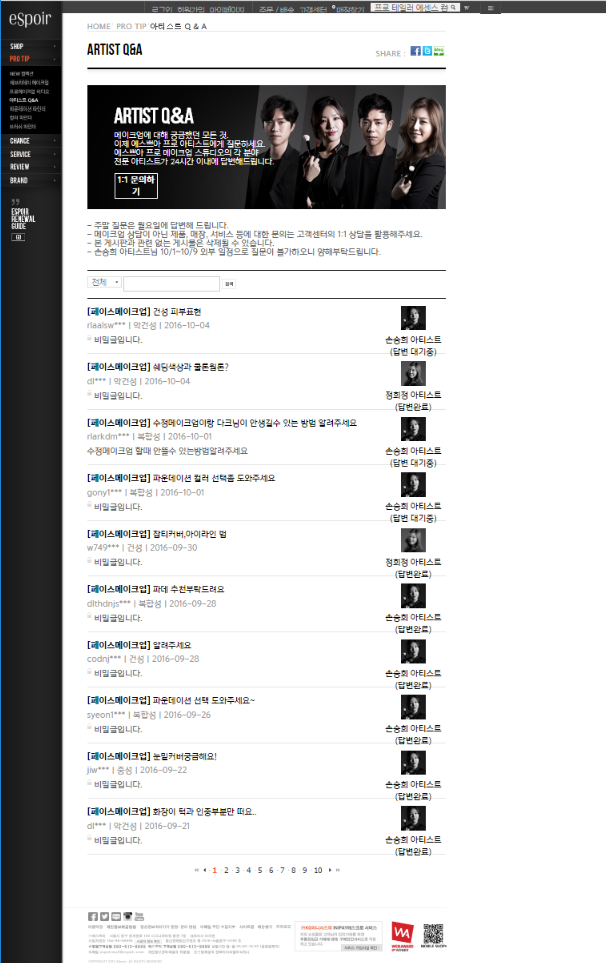 espoir
로그인 회원가입 마이페이지 주문 / 배송 고객센터 매장찾기
SHOP
PRO TIP
NEW 컬렉션
아티스트 Q&A
CHANCE
SERVICE
REVIEW
BRAND
ESPOIR
RENEWAL
GUIDE
HOME PRO TIP 아티스트 Q & A
ARTIST Q&A
SHARE :
ARTIST Q&A
메이크업에 대해 궁금했던 모든 것.
이제 에스쁘아 프로 아티스트에게 질문하세요.
에스쁘아 프로 메이크업 스튜디오의 각 분야
전문 아티스트가 24시간 이내에 답변해드립니다.
1:1 문의하
기
- 주말 질문은 월요일에 답변해 드립니다.
- 메이크업 상담이 아닌 제품, 매장, 서비스 등에 대한 문의는 고객센터의 1:1 상담을 활용해주세요.
- 본 게시판과 관련 없는 게시물은 삭제될 수 있습니다.
- 손승희 아티스트님 10/1~10/9 외부 일정으로 질문이 불가하오니 양해부탁드립니다.
전체
검색
[페이스메이크업] 건성 피부표현
rlaalsw*** | 악건성 | 2016-10-04
비밀글입니다.
손승희 아티스트
(답변 대기중)
[페이스메이크업] 쉐딩색상과 쿨톤웜톤?
dl*** | 악건성 | 2016-10-04
비밀글입니다.
정희정 아티스트
(답변완료)
[페이스메이크업] 수정메이크업이랑 다크닝이 안생길수 있는 방법 알려주세요
rlarkdm*** | 복합성 | 2016-10-01
수정메이크업 할때 안뜰수 있는방법알려주세요
손승희 아티스트
(답변 대기중)
[페이스메이크업] 파운데이션 컬러 선택좀 도와주세요
gony1*** | 복합성 | 2016-10-01
비밀글입니다.
손승희 아티스트
(답변 대기중)
[페이스메이크업] 잡티커버,아이라인 펌
w749*** | 건성 | 2016-09-30
비밀글입니다.
정희정 아티스트
(답변완료)
[페이스메이크업] 파데 추천부탁드려요
dlthdnjs*** | 복합성 | 2016-09-28
비밀글입니다.
손승희 아티스트
(답변완료)
[페이스메이크업] 알려주세요
codnj*** | 건성 | 2016-09-28
비밀글입니다.
손승희 아티스트
(답변완료)
[페이스메이크업] 파운데이션 선택 도와주세요~
syeon1*** | 복합성 | 2016-09-26
비밀글입니다.
손승희 아티스트
(답변완료)
[페이스메이크업] 눈밑커버궁금해요!
jiw*** | 중성 | 2016-09-22
비밀글입니다.
손승희 아티스트
(답변완료)
[페이스메이크업] 화장이 턱과 인중부분만 떠요..
dl*** | 악건성 | 2016-09-21
비밀글입니다.
손승희 아티스트
(답변완료)
1 2 3 4 5 6 7 8 9 10